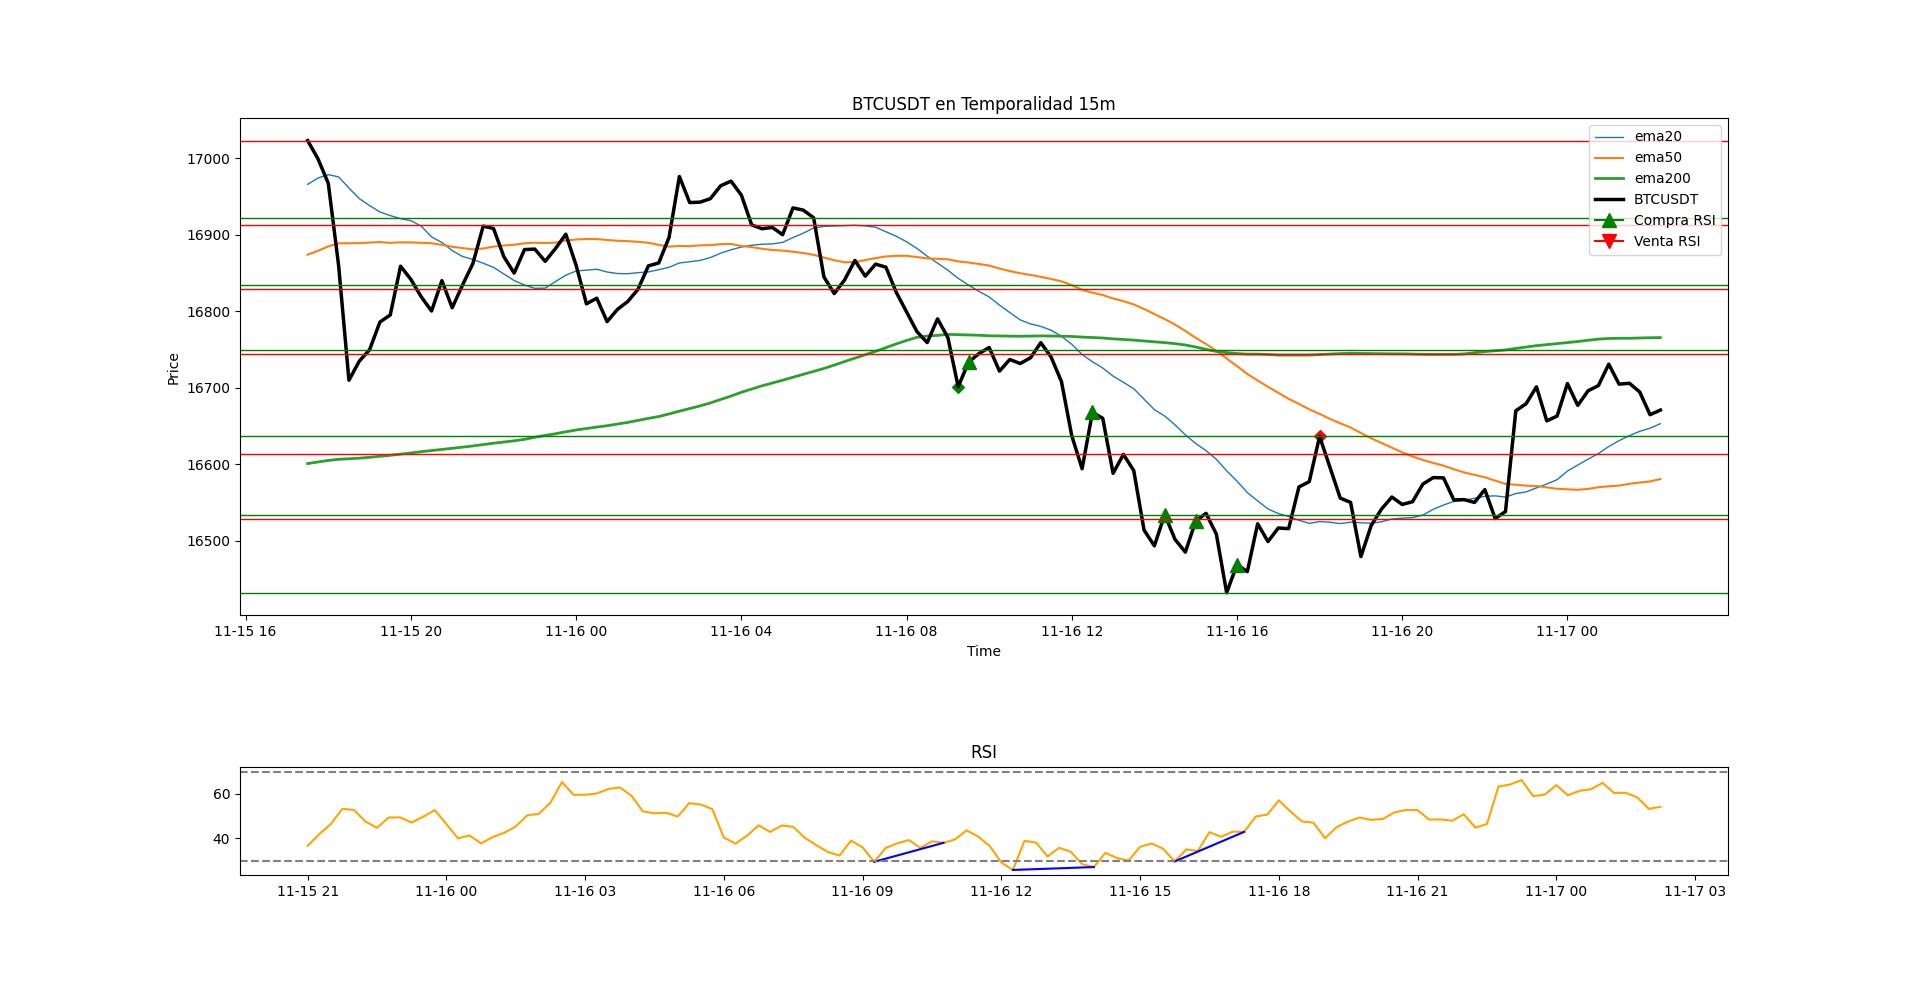 BTCUSDT en Temporalidad 15m
ema20
ema50
ema200
BTCUSDT
Compra RSI
Venta RSI
Price
17000
16900
16800
16700
16600
16500
11-15 16 11-15 20 11-16 00 11-16 04 11-16 08 11-16 12 11-16 16 11-16 20 11-17 00
Time
RSI
60
40
11-15 21 11-16 00 11-16 03 11-16 06 11-16 09 11-16 12 11-16 15 11-16 18 11-16 21 11-17 00 11-17 03